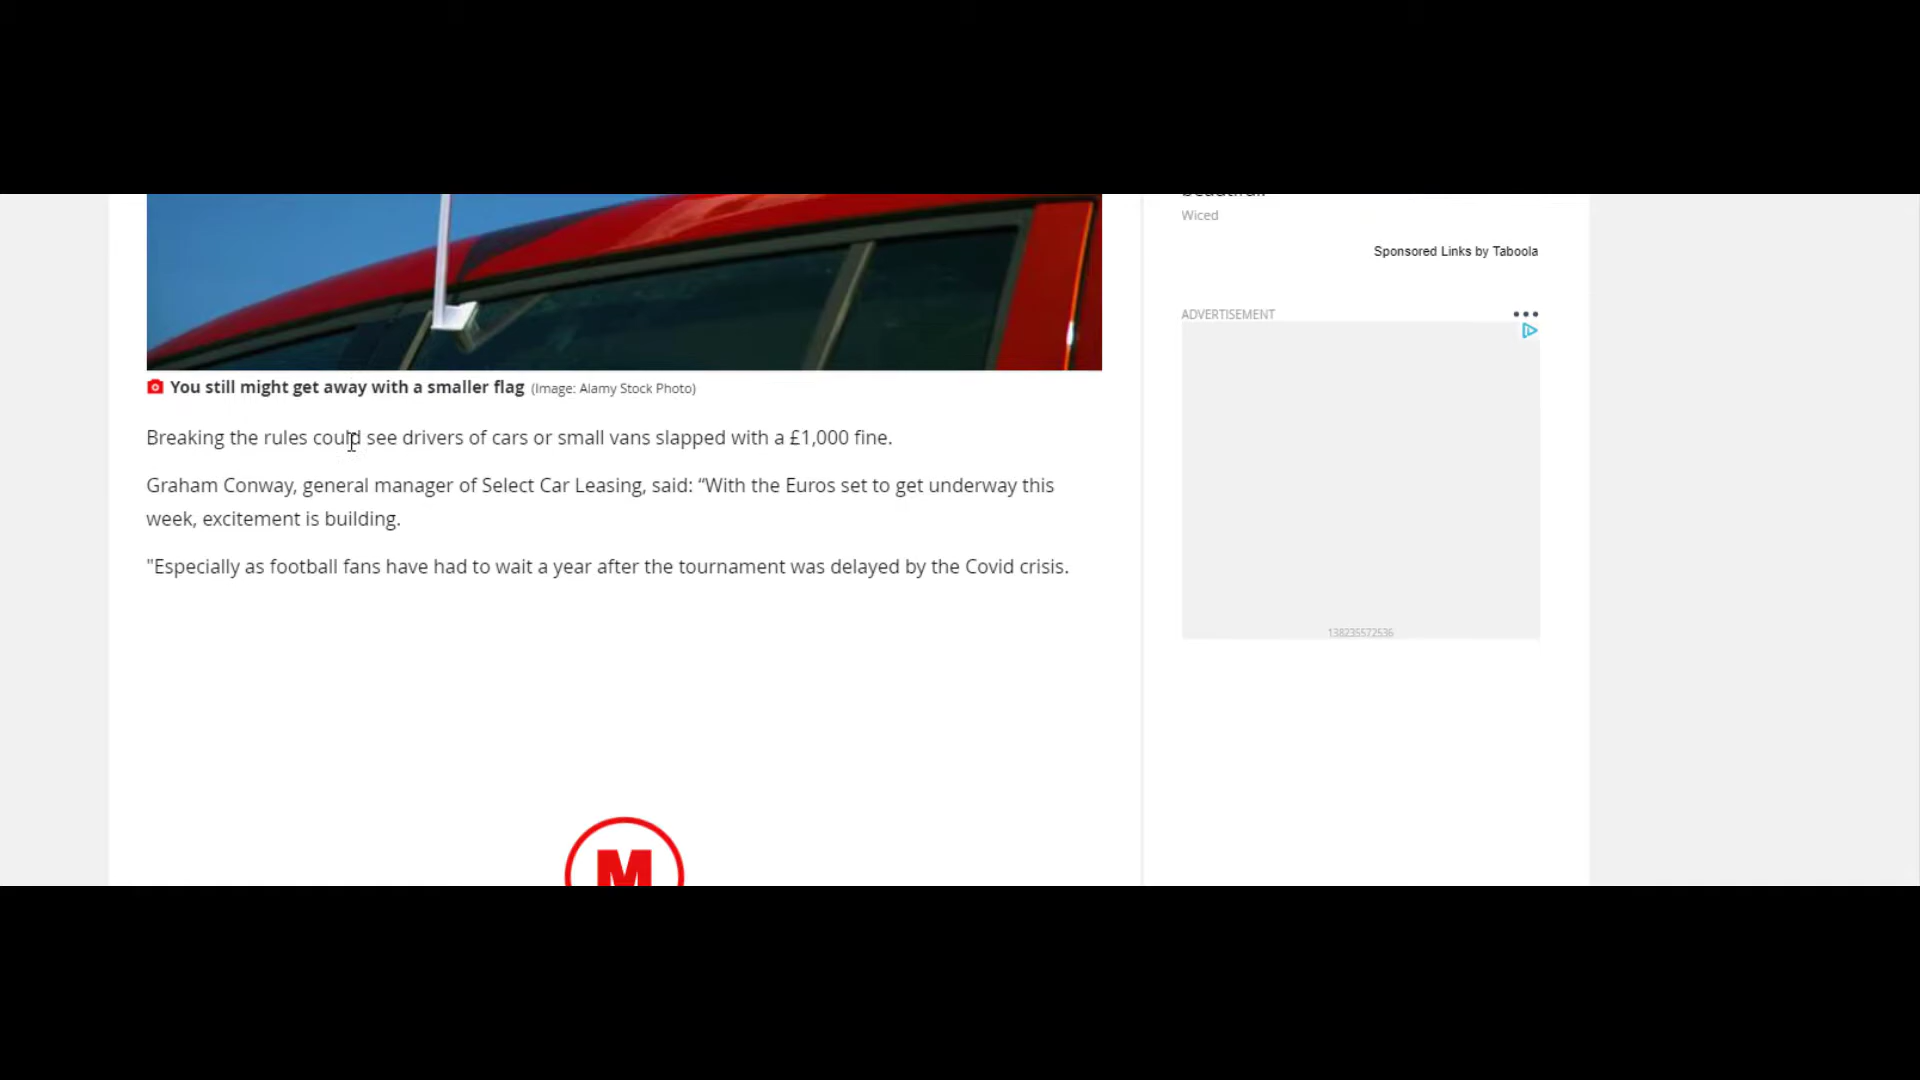 Wiced
Sponsored Links by Taboola
ADVERTISEMENT
You still might get away with a smaller flag (Image: Alamy Stock Photo)
Breaking the rules could see drivers of cars or small vans slapped with a £1,000 fine.
Graham Conway, general manager of Select Car Leasing, said: “With the Euros set to get underway this
week, excitement is building.
"Especially as football fans have had to wait a year after the tournament was delayed by the Covid crisis.
138235572536
M